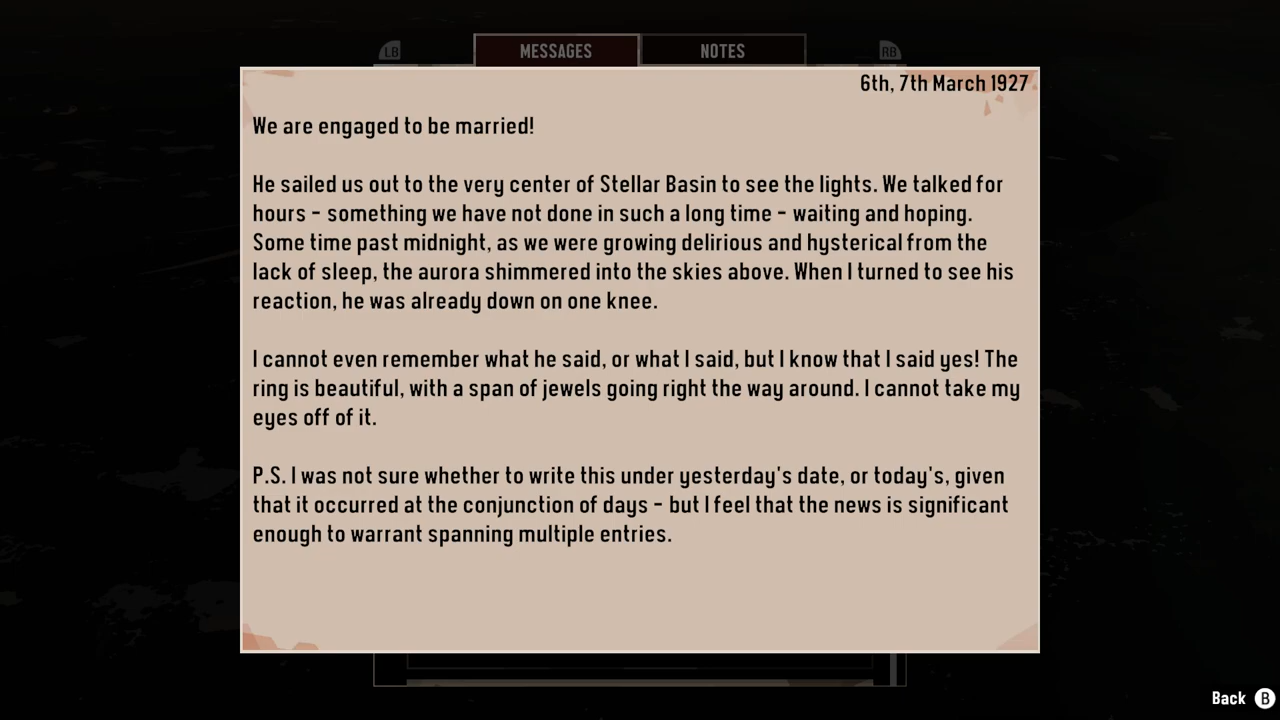 LB
MESSAGES
NOTES
RB
6th, 7th March 1927
We are engaged to be married!
He sailed us out to the very center of Stellar Basin to see the lights. We talked for
hours - something we have not done in such a long time - waiting and hoping.
Some time past midnight, as we were growing delirious and hysterical from the
lack of sleep, the aurora shimmered into the skies above. When I turned to see his
reaction, he was already down on one knee.
I cannot even remember what he said, or what I said, but I know that I said yes! The
ring is beautiful, with a span of jewels going right the way around. I cannot take my
eyes off of it.
P.S. I was not sure whether to write this under yesterday's date, or today's, given
that it occurred at the conjunction of days - but I feel that the news is significant
enough to warrant spanning multiple entries.
Back B